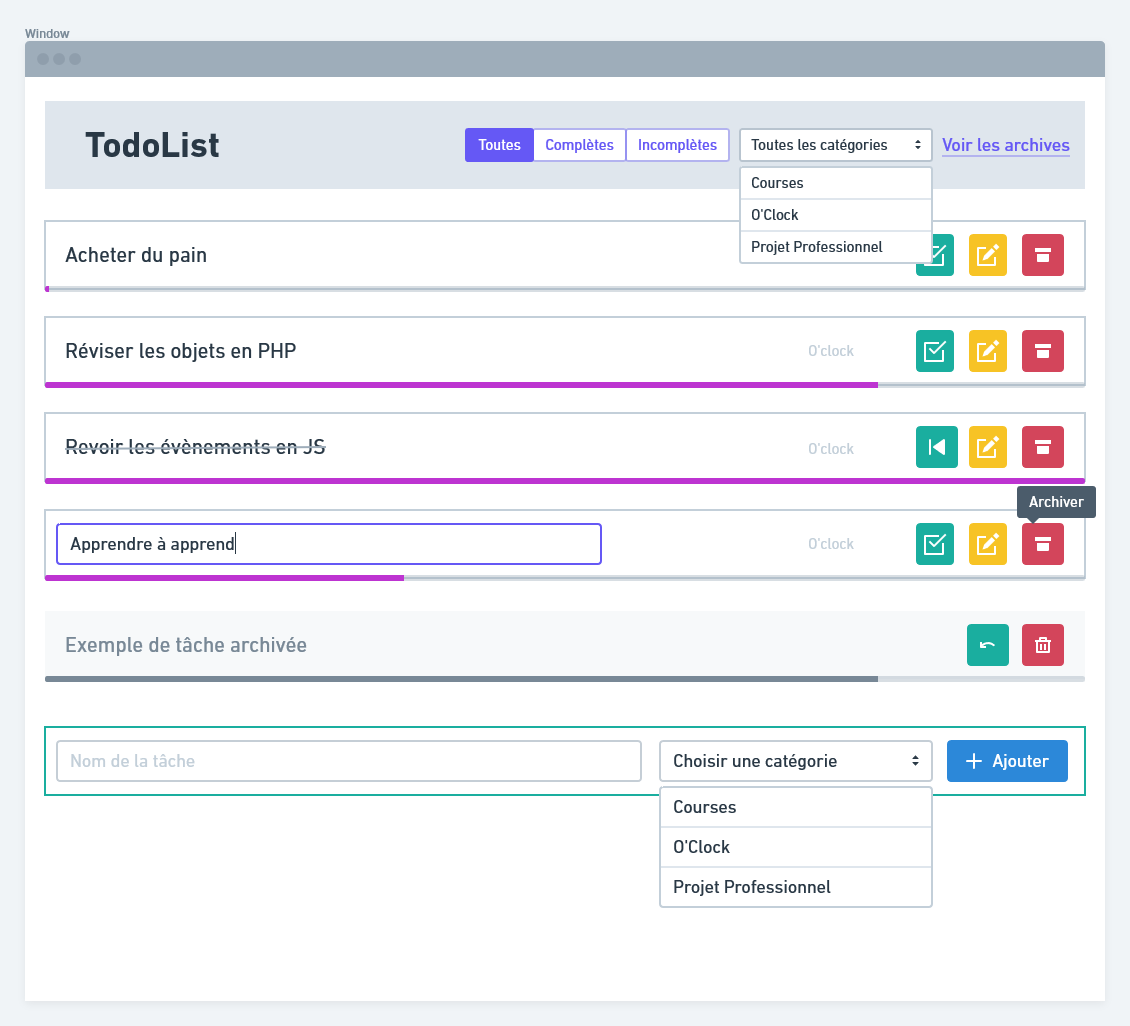 Window
TodoList
Toutes
Complètes
Incomplètes
Toutes les catégories
Voir les archives
Courses
O'Clock
Projet Professionnel
Acheter du pain
Réviser les objets en PHP
O'clock
Revoir les évènements en JS
O'clock
Archiver
Apprendre à apprend
O'clock
Exemple de tâche archivée
Nom de la tâche
Choisir une catégorie
Ajouter
Courses
O'Clock
Projet Professionnel